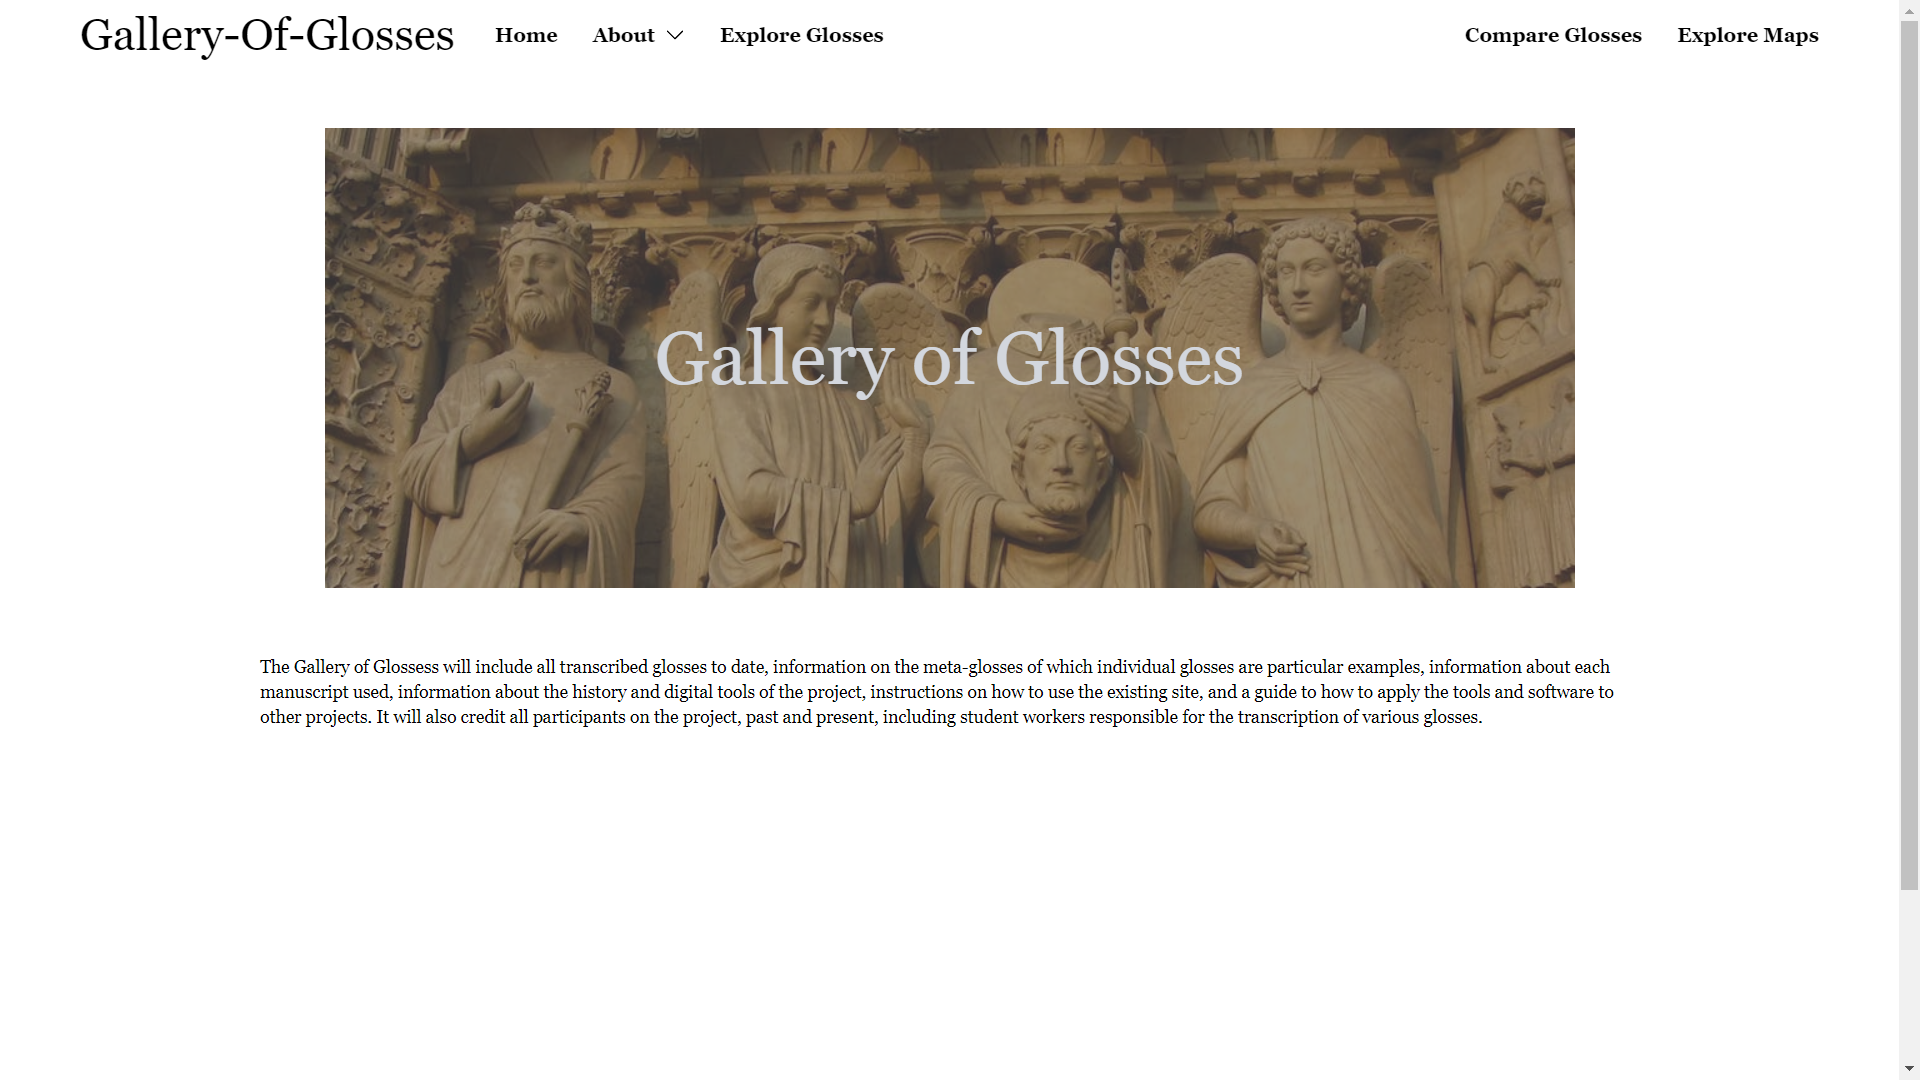 Gallery-Of-Glosses Home About Explore Glosses Compare Glosses Explore Maps
Gallery of Glosses
The Gallery of Glossess will include all transcribed glosses to date, information on the meta-glosses of which individual glosses are particular examples, information about each
manuscript used, information about the history and digital tools of the project, instructions on how to use the existing site, and a guide to how to apply the tools and software to
other projects. It will also credit all participants on the project, past and present, including student workers responsible for the transcription of various glosses.